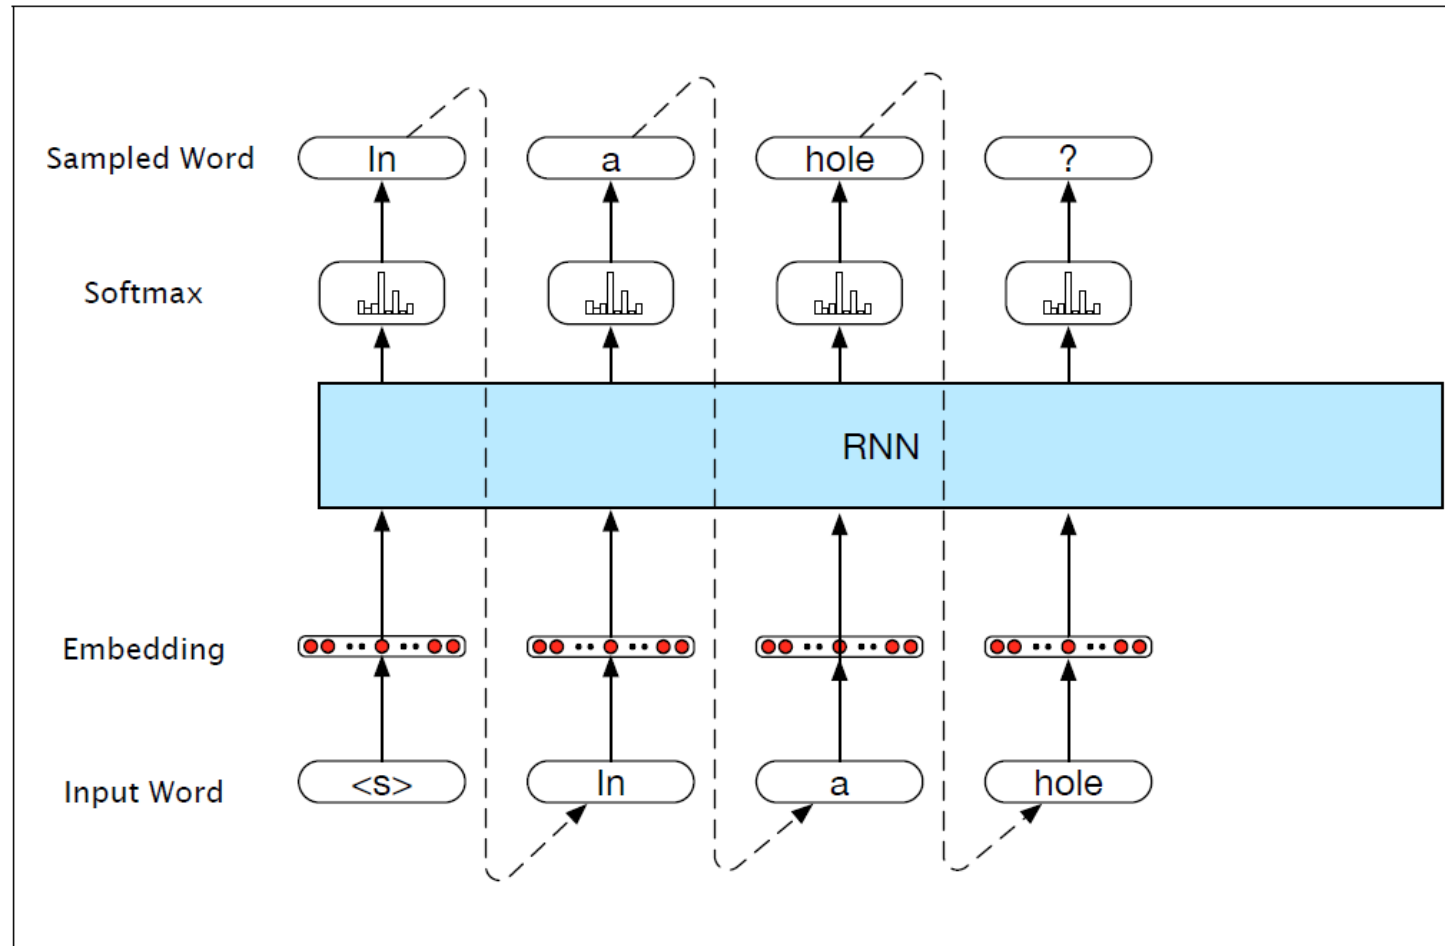 Sampled Word In a hole ?
Softmax
RNN
Embedding
Input Word <s> In a hole